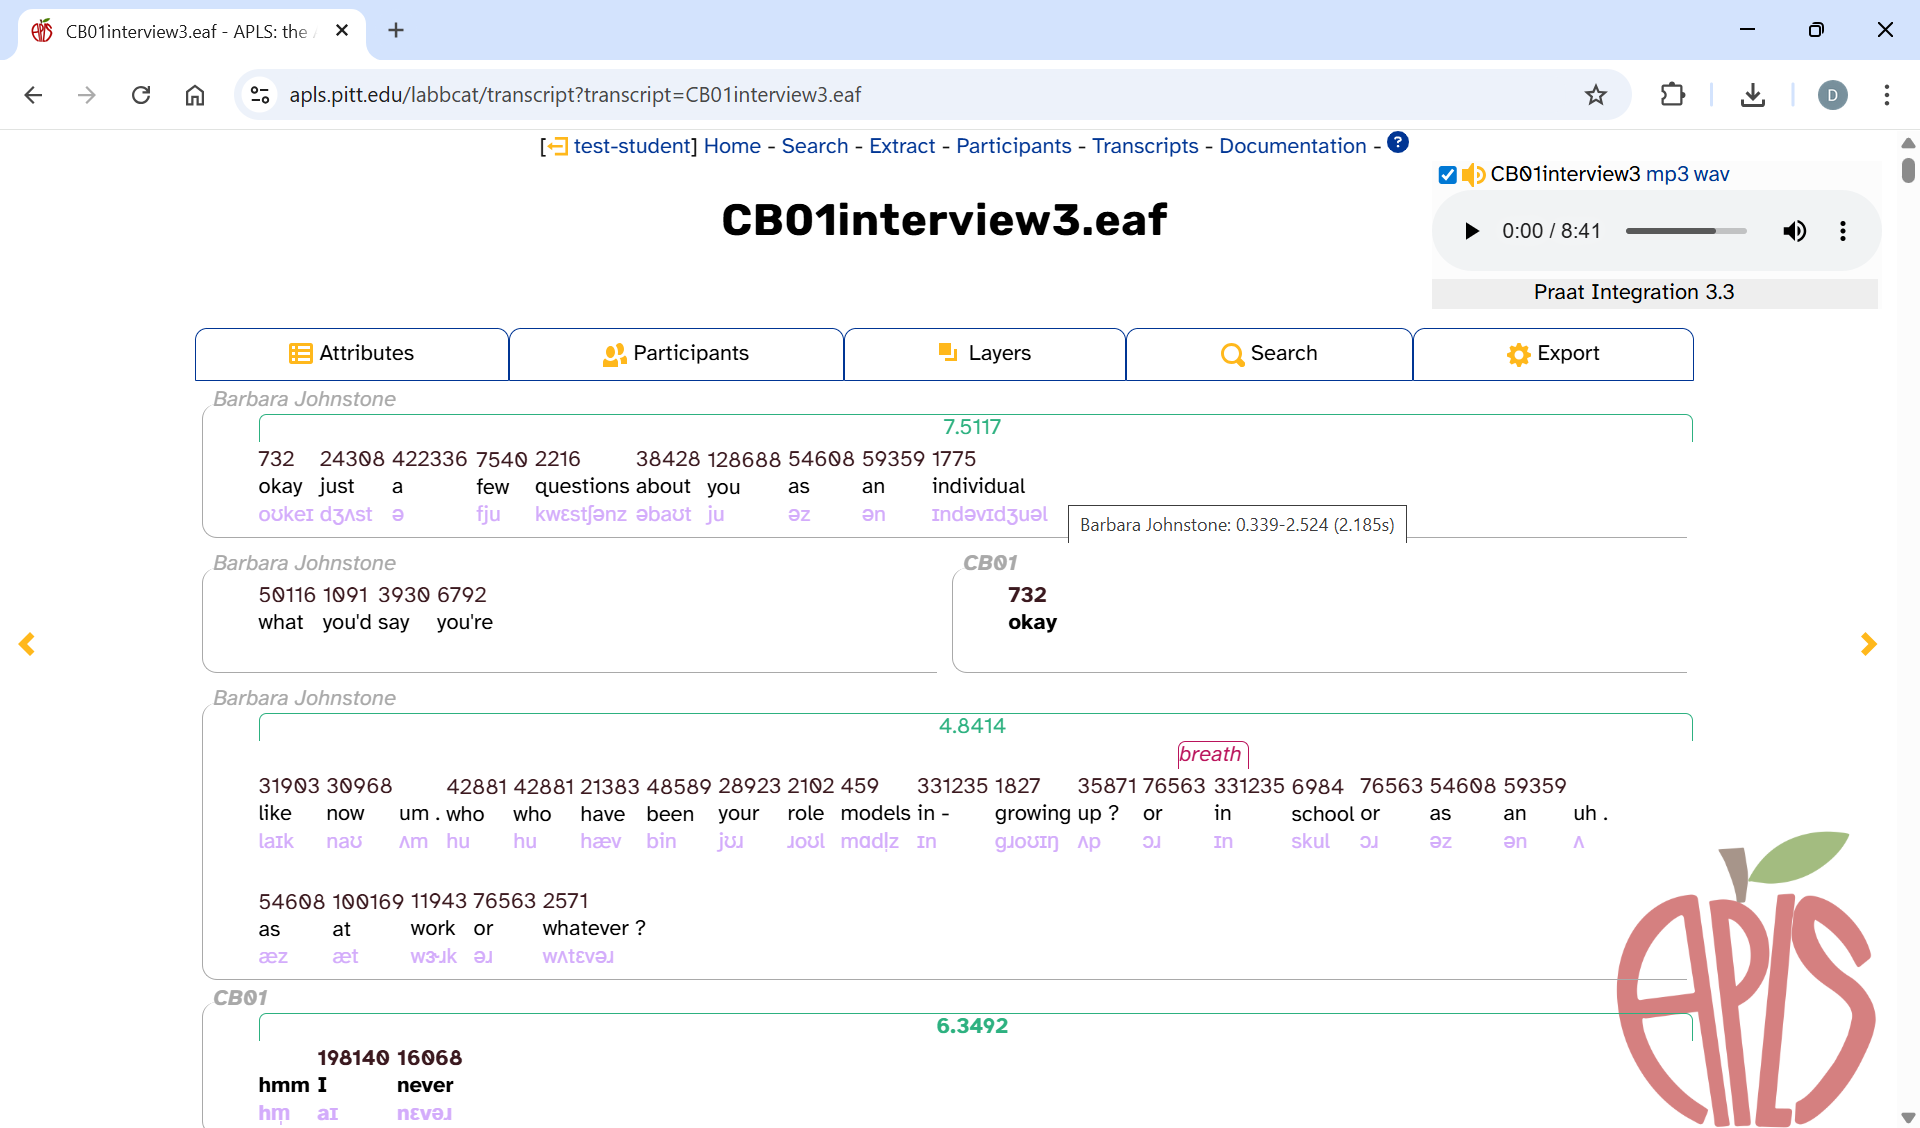 CB01interview3.eaf - APLS: the
apls.pitt.edu/labbcat/transcript?transcript=CB01interview3.eaf
D
[ test-student] Home - Search - Extract - Participants - Transcripts - Documentation - ?
CB01interview3 mp3 wav
CB01interview3.eaf
0:00 / 8:41
Praat Integration 3.3
Attributes Participants Layers Search Export
Barbara Johnstone
7.5117
732 24308 422336 7540 2216 38428 128688 54608 59359 1775
okay just a few questions about you as an individual
oʊkeɪ dʒʌst ə fju kwɛstʃənz əbaʊt ju əz ən ɪndəvɪdʒuəl
Barbara Johnstone: 0.339-2.524 (2.185s)
Barbara Johnstone CB01
50116 1091 3930 6792 732
what you'd say you're okay
Barbara Johnstone
4.8414
breath
31903 30968 42881 42881 21383 48589 28923 2102 459 331235 1827 35871 76563 331235 6984 76563 54608 59359
like now um . who who have been your role models in - growing up ? or in school or as an uh .
laɪk naʊ ʌm hu hu hæv bin jʊɹ ɹoʊl mɑdl̩z ɪn gɹoʊɪŋ ʌp ɔɹ ɪn skul ɔɹ əz ən ʌ
54608 100169 11943 76563 2571
as at work or whatever ?
æz æt wɝɹk əɹ wʌtɛvəɹ
CB01
6.3492
198140 16068
hmm I never
hm̩ aɪ nɛvəɹ
APLS